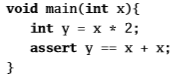 void main(int x){
int y = x * 2;
assert y == x + x;
}